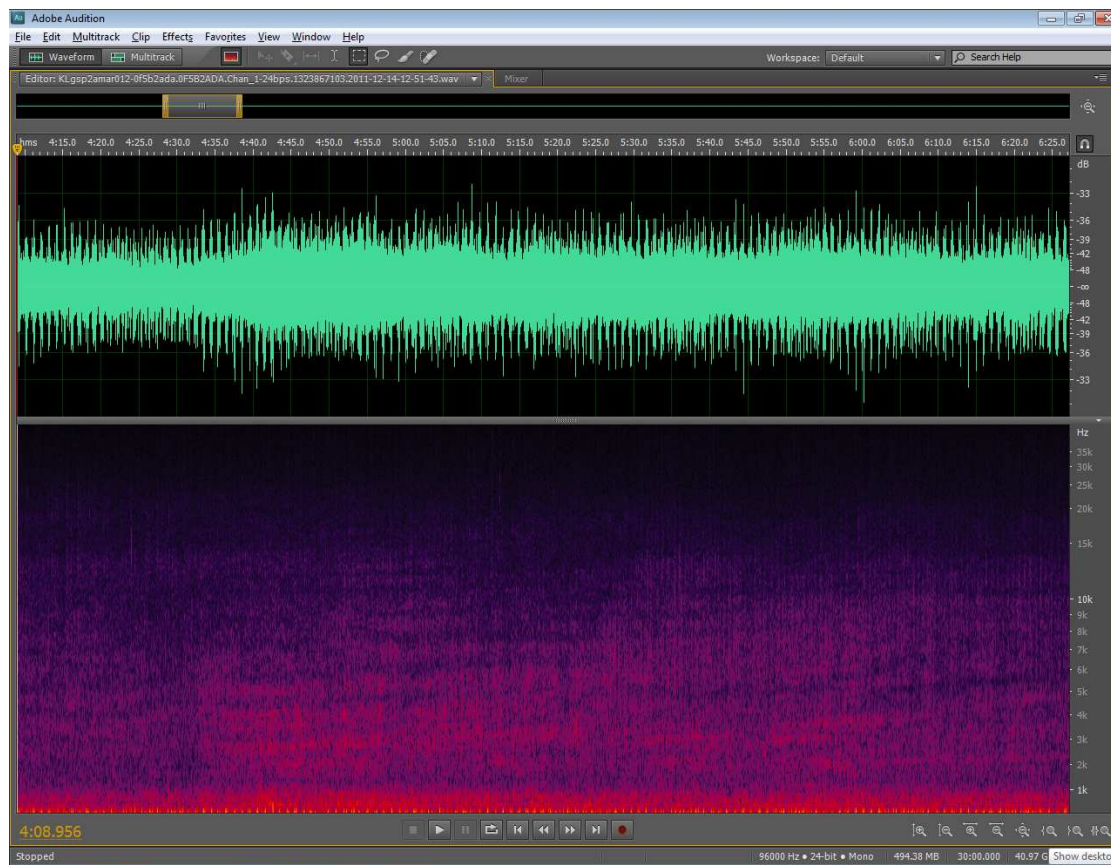 Au Adobe Audition
File Edit Multitrack Clip Effects Favorites View Window Help
Waveform Multitrack Workspace: Default Search Help
Editor: KLgsp2amar012-0f5b2ada.0F5B2ADA.Chan_1-24bps.1323867103.2011-12-14-12-51-43.wav Mixer
hms 4:15.0 4:20.0 4:25.0 4:30.0 4:35.0 4:40.0 4:45.0 4:50.0 4:55.0 5:00.0 5:05.0 5:10.0 5:15.0 5:20.0 5:25.0 5:30.0 5:35.0 5:40.0 5:45.0 5:50.0 5:55.0 6:00.0 6:05.0 6:10.0 6:15.0 6:20.0 6:25.0
dB
-33
-36
-39
-42
-48
-∞
-48
-42
-39
-36
-33
Hz
35k
30k
25k
20k
15k
10k
9k
8k
7k
6k
5k
4k
3k
2k
1k
4:08.956
Stopped 96000 Hz ● 24-bit ● Mono 494.38 MB 30:00.000 40.97 G Show deskto